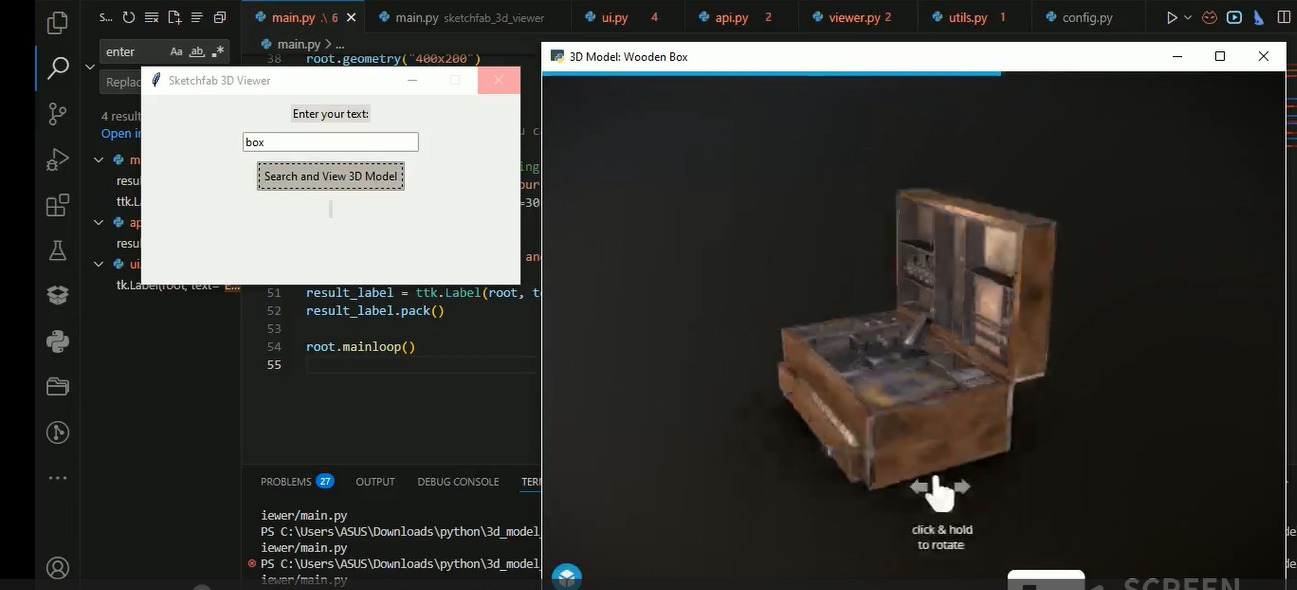 S...
main.py .\ 6
main.py sketchfab_3d_viewer
ui.py 4
api.py 2
viewer.py 2
utils.py 1
config.py
enter
Aa ab .*
main.py > ...
3D Model: Wooden Box
38 root.geometry("400x200")
Replac
Sketchfab 3D Viewer
Enter your text:
4 result
Open in
box
Search and View 3D Model
m
resul
ttk.La
=30
ap
resul
and
ui
tk.Label(root, text= "E...
51 result_label = ttk.Label(root, te
52 result_label.pack()
53
54 root.mainloop()
55
PROBLEMS 27 OUTPUT DEBUG CONSOLE TER
iewer/main.py
PS C:\Users\ASUS\Downloads\python\3d_model_
iewer/main.py
PS C:\Users\ASUS\Downloads\python\3d_model_
iewer/main.py
click & hold
to rotate
SCREEN